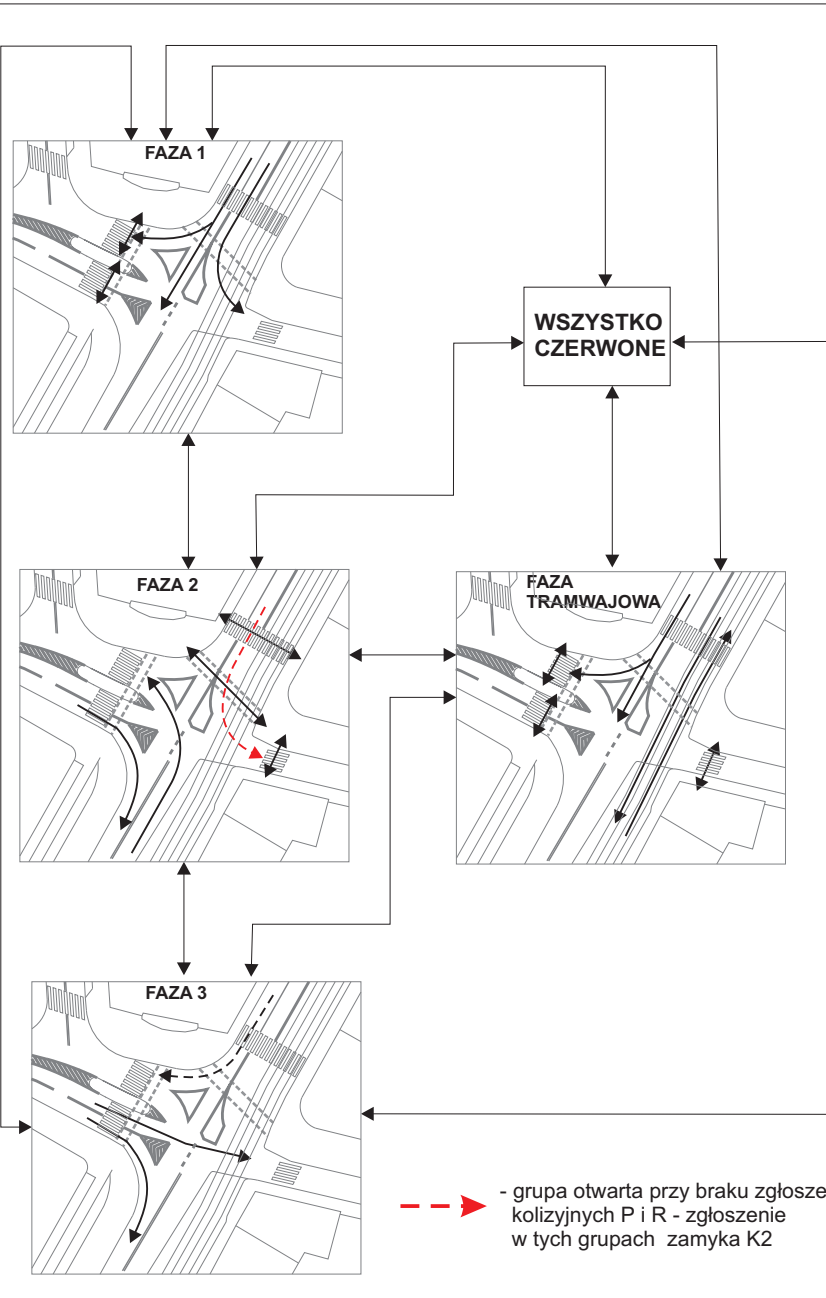 FAZA 1
WSZYSTKO
CZERWONE
FAZA 2
FAZA
TRAMWAJOWA
FAZA 3
- grupa otwarta przy braku zgłosze
kolizyjnych P i R - zgłoszenie
w tych grupach zamyka K2